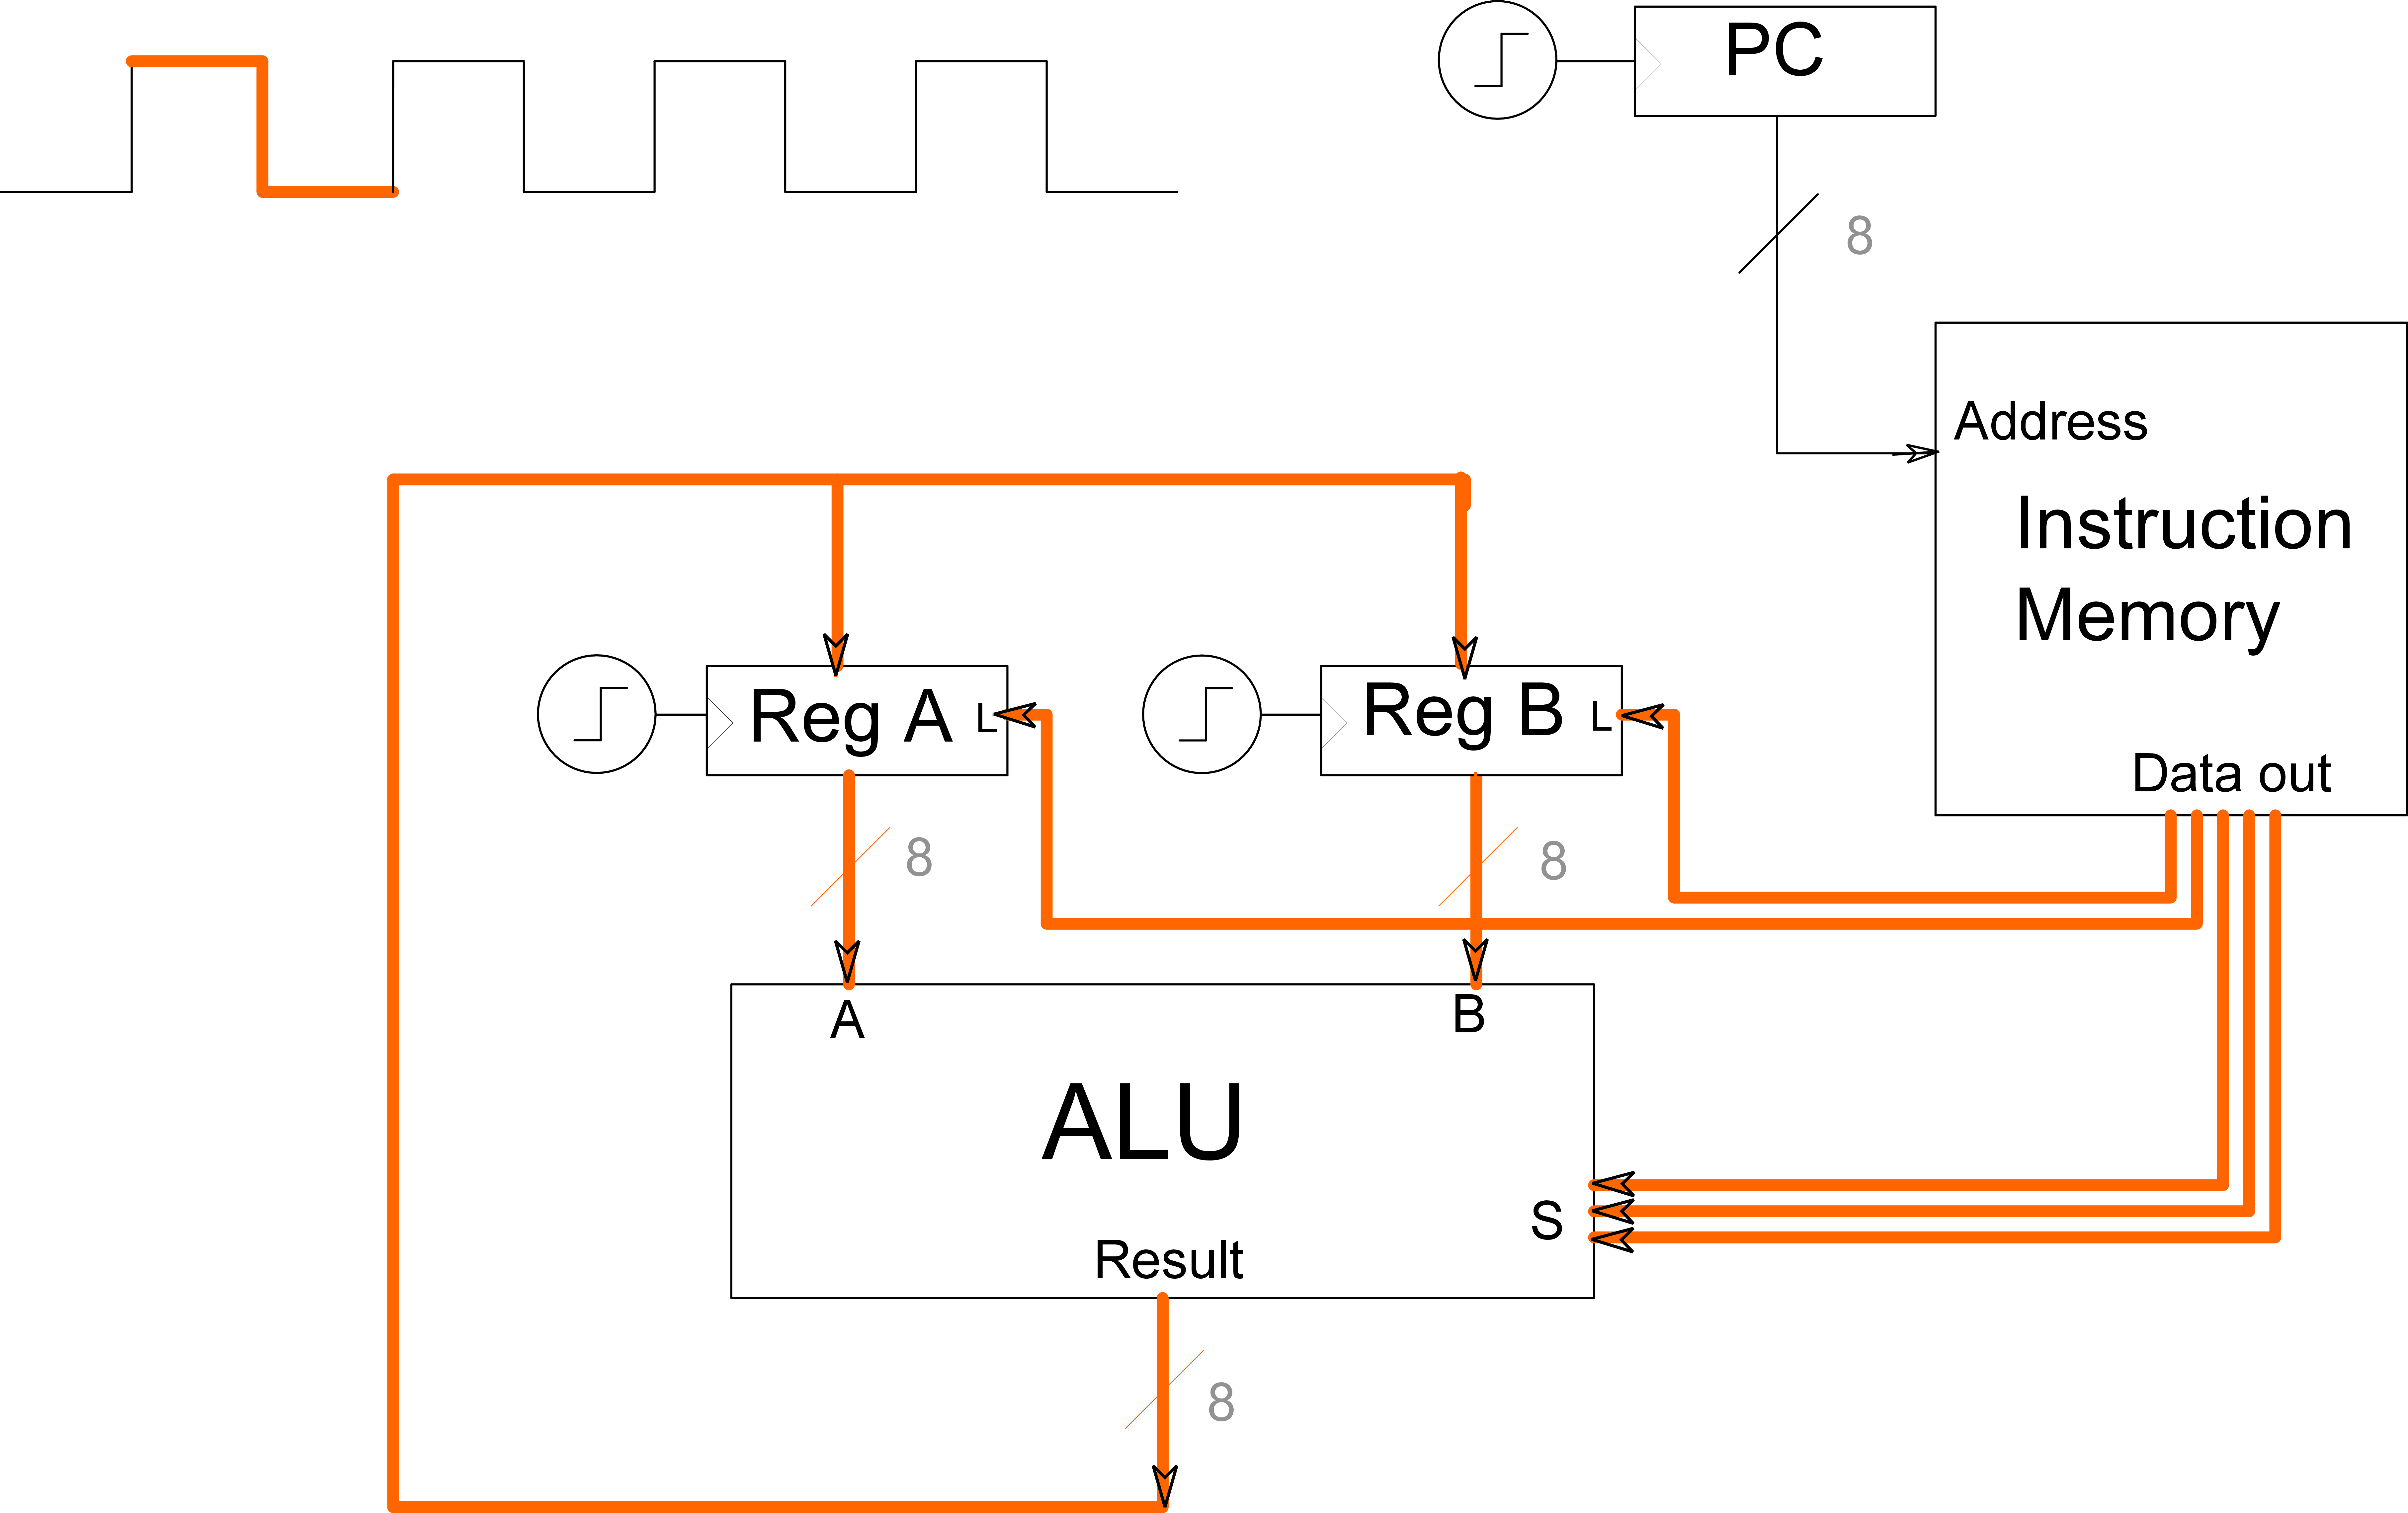 PC
8
Address
Instruction
Memory
Data out
Reg A
L
Reg B
L
8
8
A
B
ALU
S
Result
8